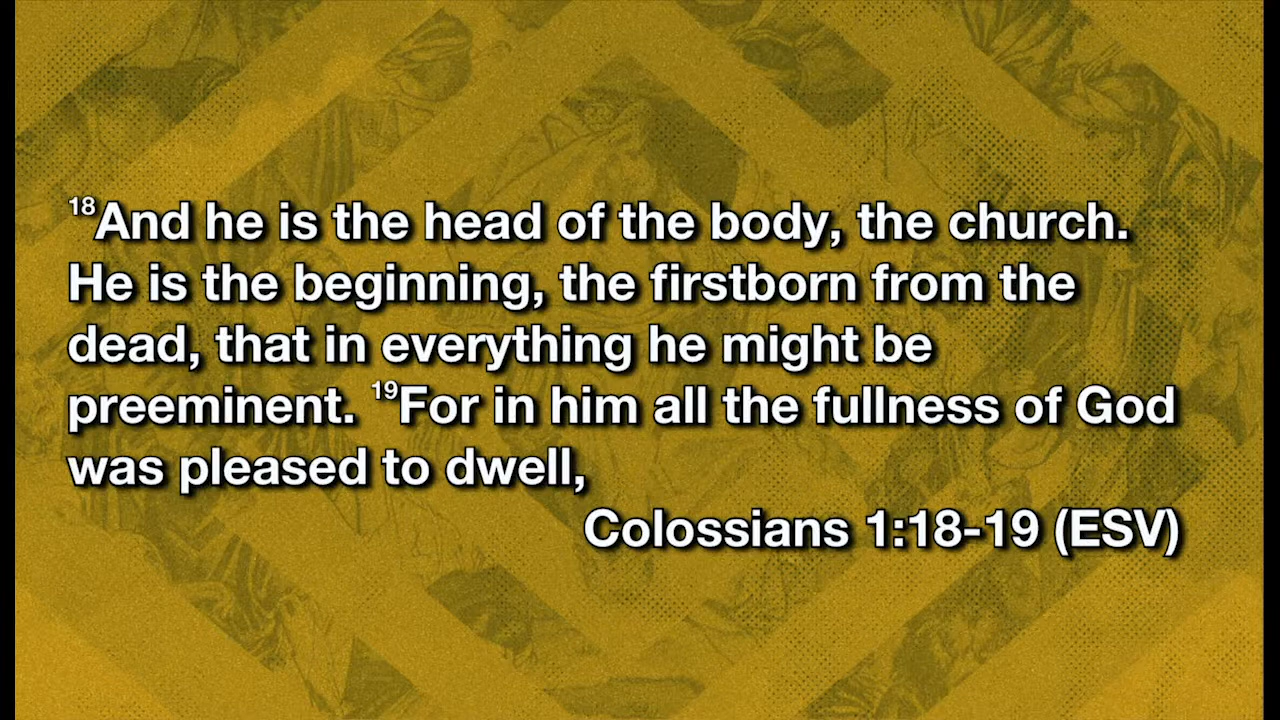 18And he is the head of the body, the church.
He is the beginning, the firstborn from the
dead, that in everything he might be
preeminent. 19For in him all the fullness of God
was pleased to dwell,
Colossians 1:18-19 (ESV)